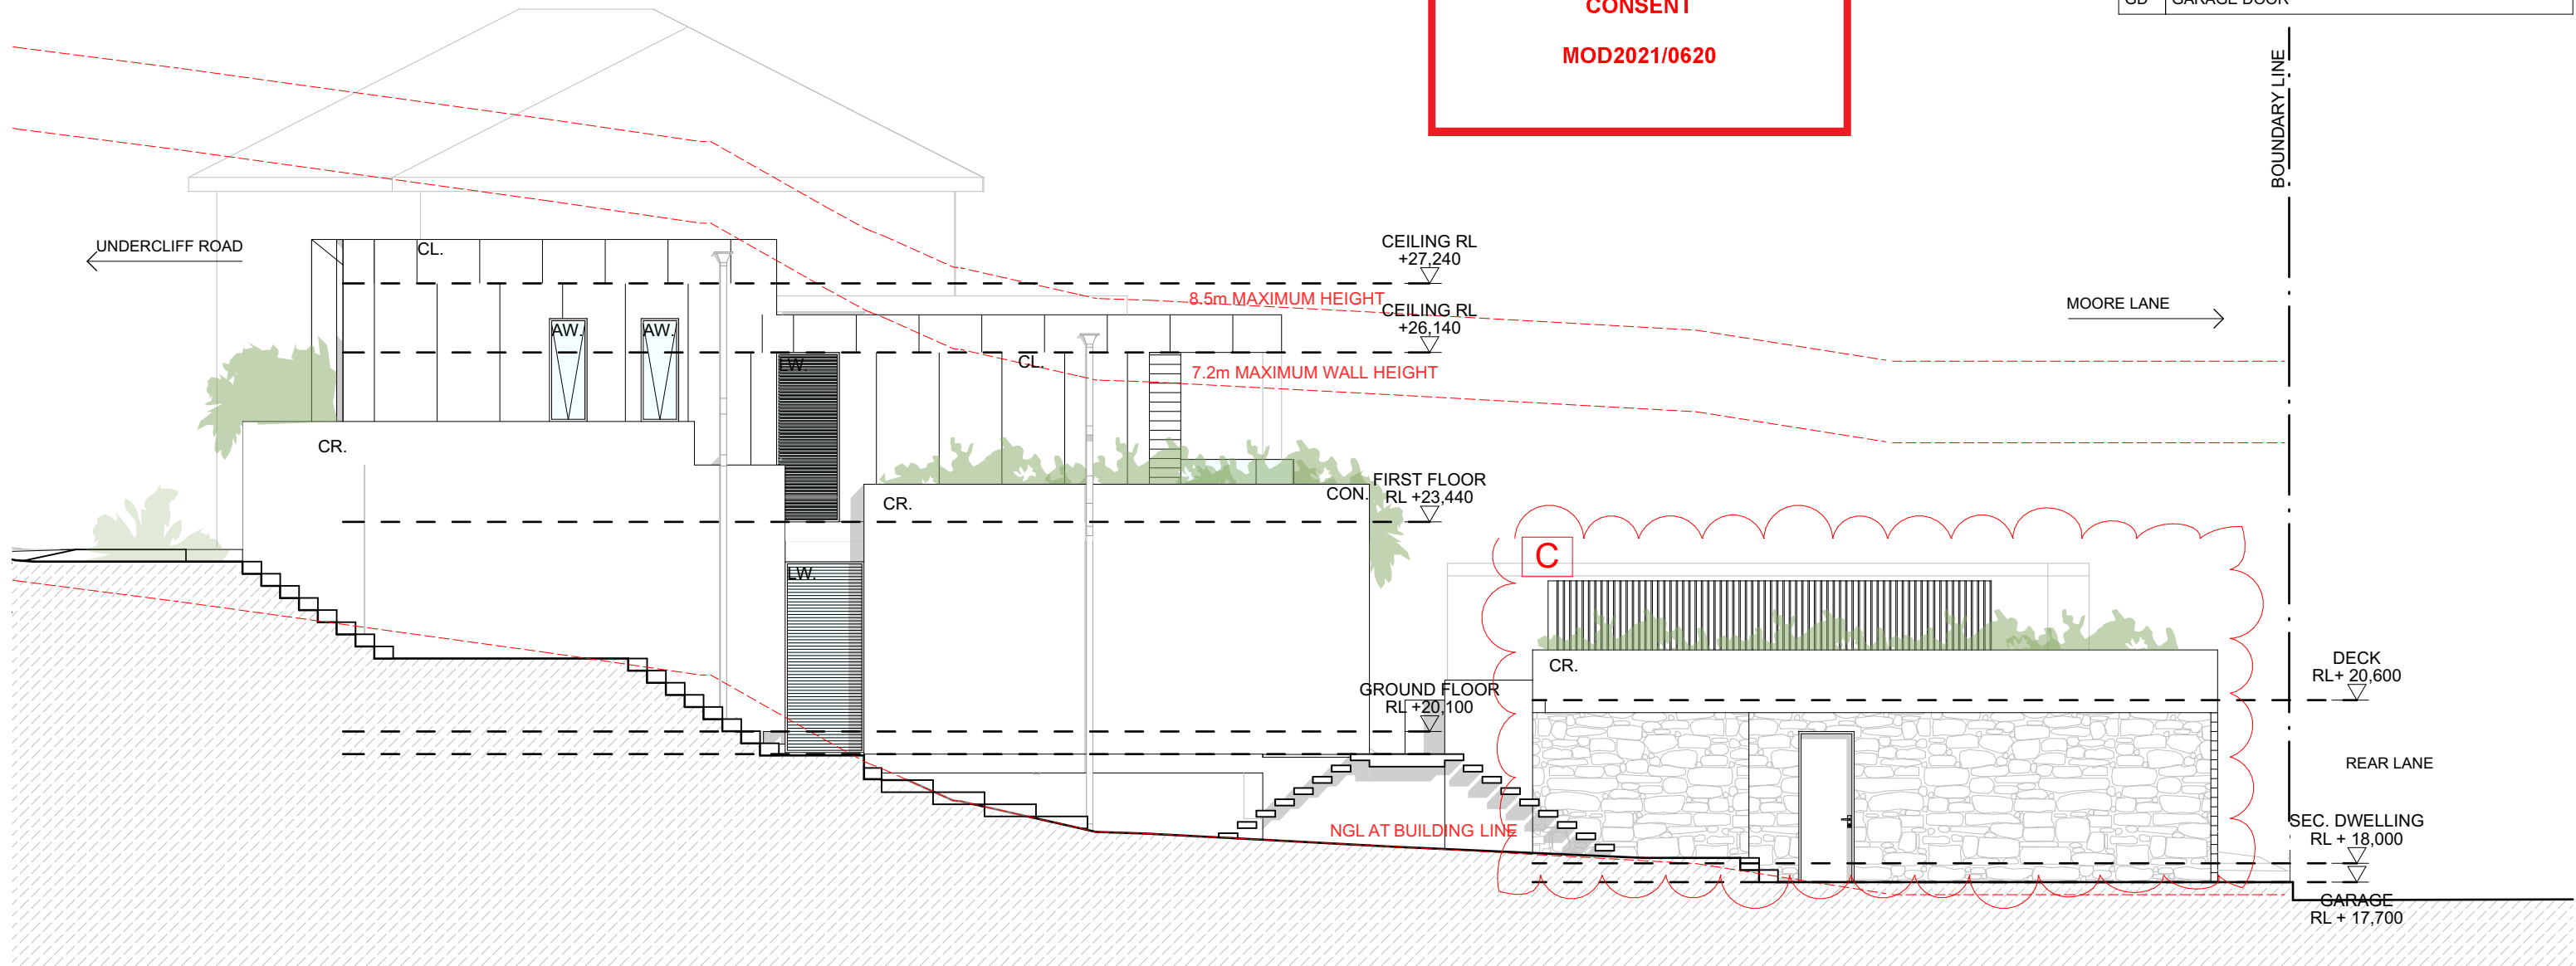 CONSENT
MOD2021/0620
GD GARAGE DOOR
BOUNDARY LINE
UNDERCLIFF ROAD
CL.
CEILING RL
+27,240
8.5m MAXIMUM HEIGHT
MOORE LANE
CEILING RL
+26,140
AW.
AW.
LW.
CL.
7.2m MAXIMUM WALL HEIGHT
CR.
FIRST FLOOR
RL +23,440
CON.
CR.
C
LW.
CR.
DECK
RL+ 20,600
GROUND FLOOR
RL +20,100
REAR LANE
NGL AT BUILDING LINE
SEC. DWELLING
RL + 18,000
GARAGE
RL + 17,700